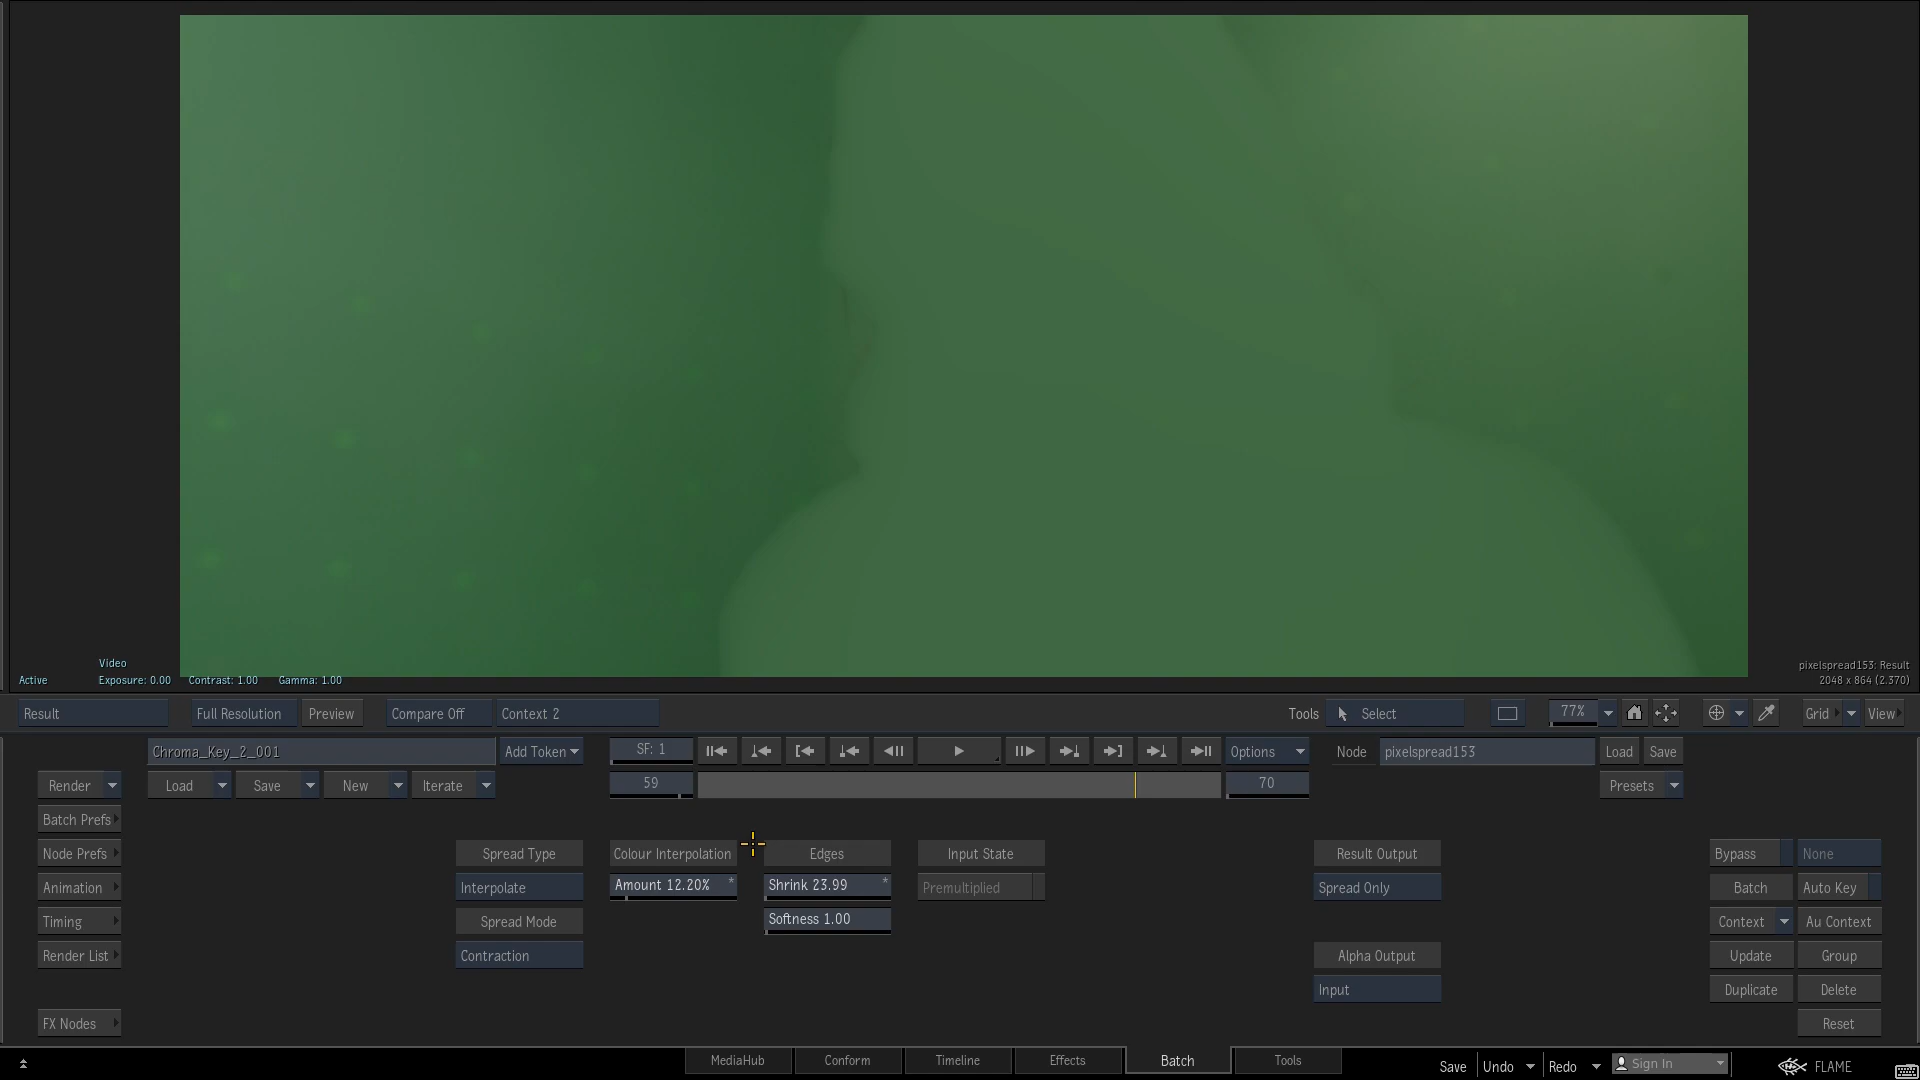 Video
Active
Exposure: 0.00
Contrast: 1.00
Gamma: 1.00
pixelspread153: Result
2048 x 864 (2.370)
Result
Full Resolution
Preview
Compare Off
Context 2
Tools
Select
77%
Grid
View
Chroma_Key_2_001
Add Token
SF: 1
Options
Node
pixelspread153
Load
Save
Render
Load
Save
New
Iterate
59
70
Presets
Batch Prefs
Node Prefs
Spread Type
Colour Interpolation
Edges
Input State
Result Output
Bypass
None
Animation
Interpolate
Amount 12.20% *
Shrink 23.99 *
Premultiplied
Spread Only
Batch
Auto Key
Timing
Spread Mode
Softness 1.00
Context
Au Context
Render List
Contraction
Alpha Output
Update
Group
Input
Duplicate
Delete
FX Nodes
Reset
MediaHub
Conform
Timeline
Effects
Batch
Tools
Save
Undo
Redo
Sign In
FLAME